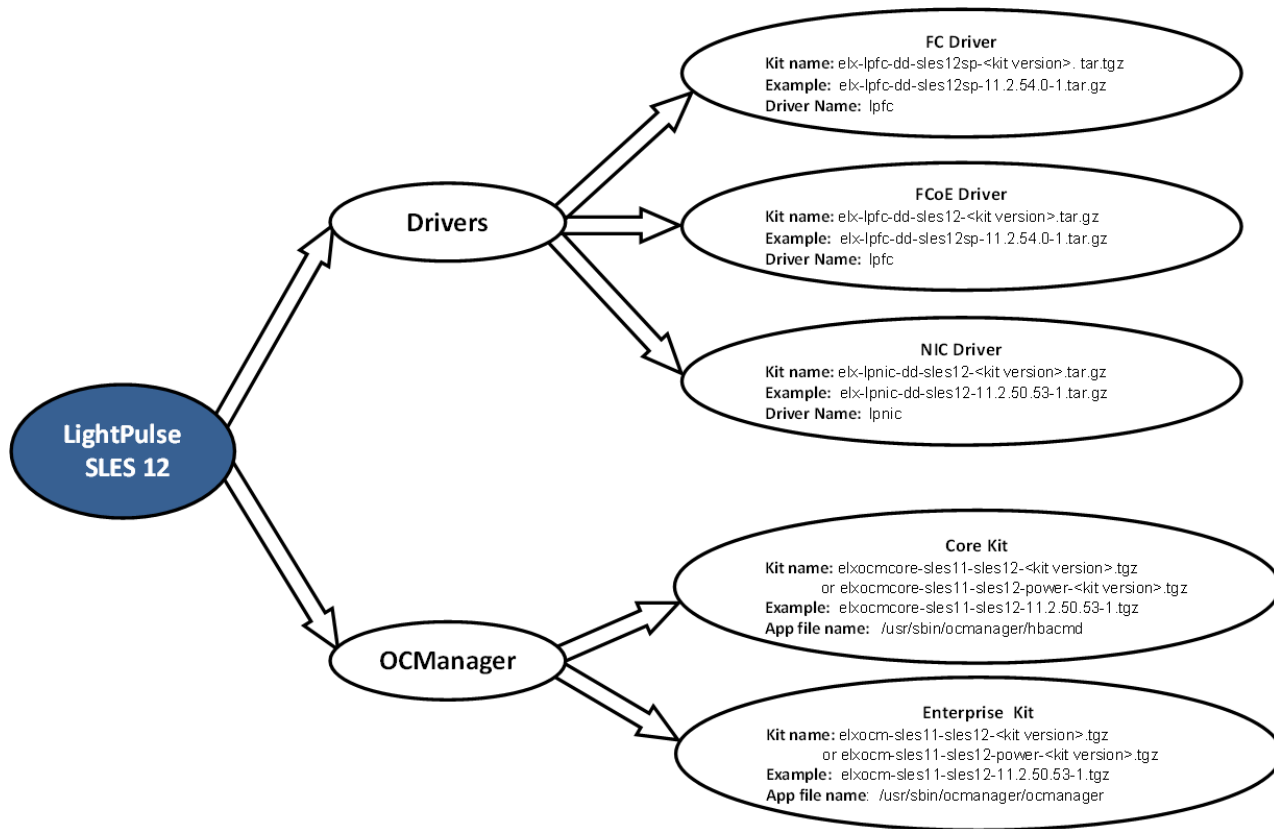 FC Driver
Kit name: elx-lpfc-dd-sles12sp-<kit version>. tar.tgz
Example: elx-lpfc-dd-sles12sp-11.2.54.0-1.tar.gz
Driver Name: lpfc
FCoE Driver
Kit name: elx-lpfc-dd-sles12-<kit version>.tar.gz
Example: elx-lpfc-dd-sles12sp-11.2.54.0-1.tar.gz
Driver Name: lpfc
Drivers
NIC Driver
Kit name: elx-lpnic-dd-sles12-<kit version>.tar.gz
Example: elx-lpnic-dd-sles12-11.2.50.53-1.tar.gz
Driver Name: lpnic
LightPulse
SLES 12
Core Kit
Kit name: elxocmcore-sles11-sles12-<kit version>.tgz
or elxocmcore-sles11-sles12-power-<kit version>.tgz
Example: elxocmcore-sles11-sles12-11.2.50.53-1.tgz
App file name: /usr/sbin/ocmanager/hbacmd
OCManager
Enterprise Kit
Kit name: elxocm-sles11-sles12-<kit version>.tgz
or elxocm-sles11-sles12-power-<kit version>.tgz
Example: elxocm-sles11-sles12-11.2.50.53-1.tgz
App file name: /usr/sbin/ocmanager/ocmanager